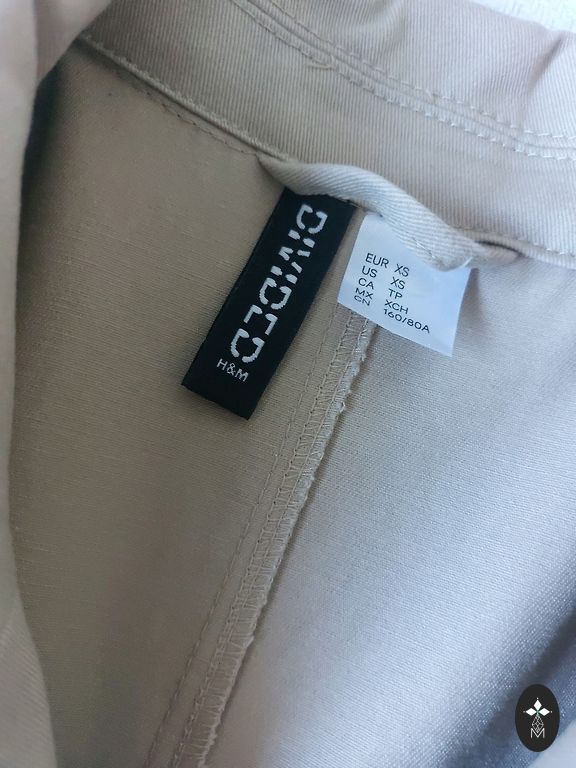 DIVIDED
H&M
EUR XS
US XS
CA TP
MX XCH
CN 160/80A
M